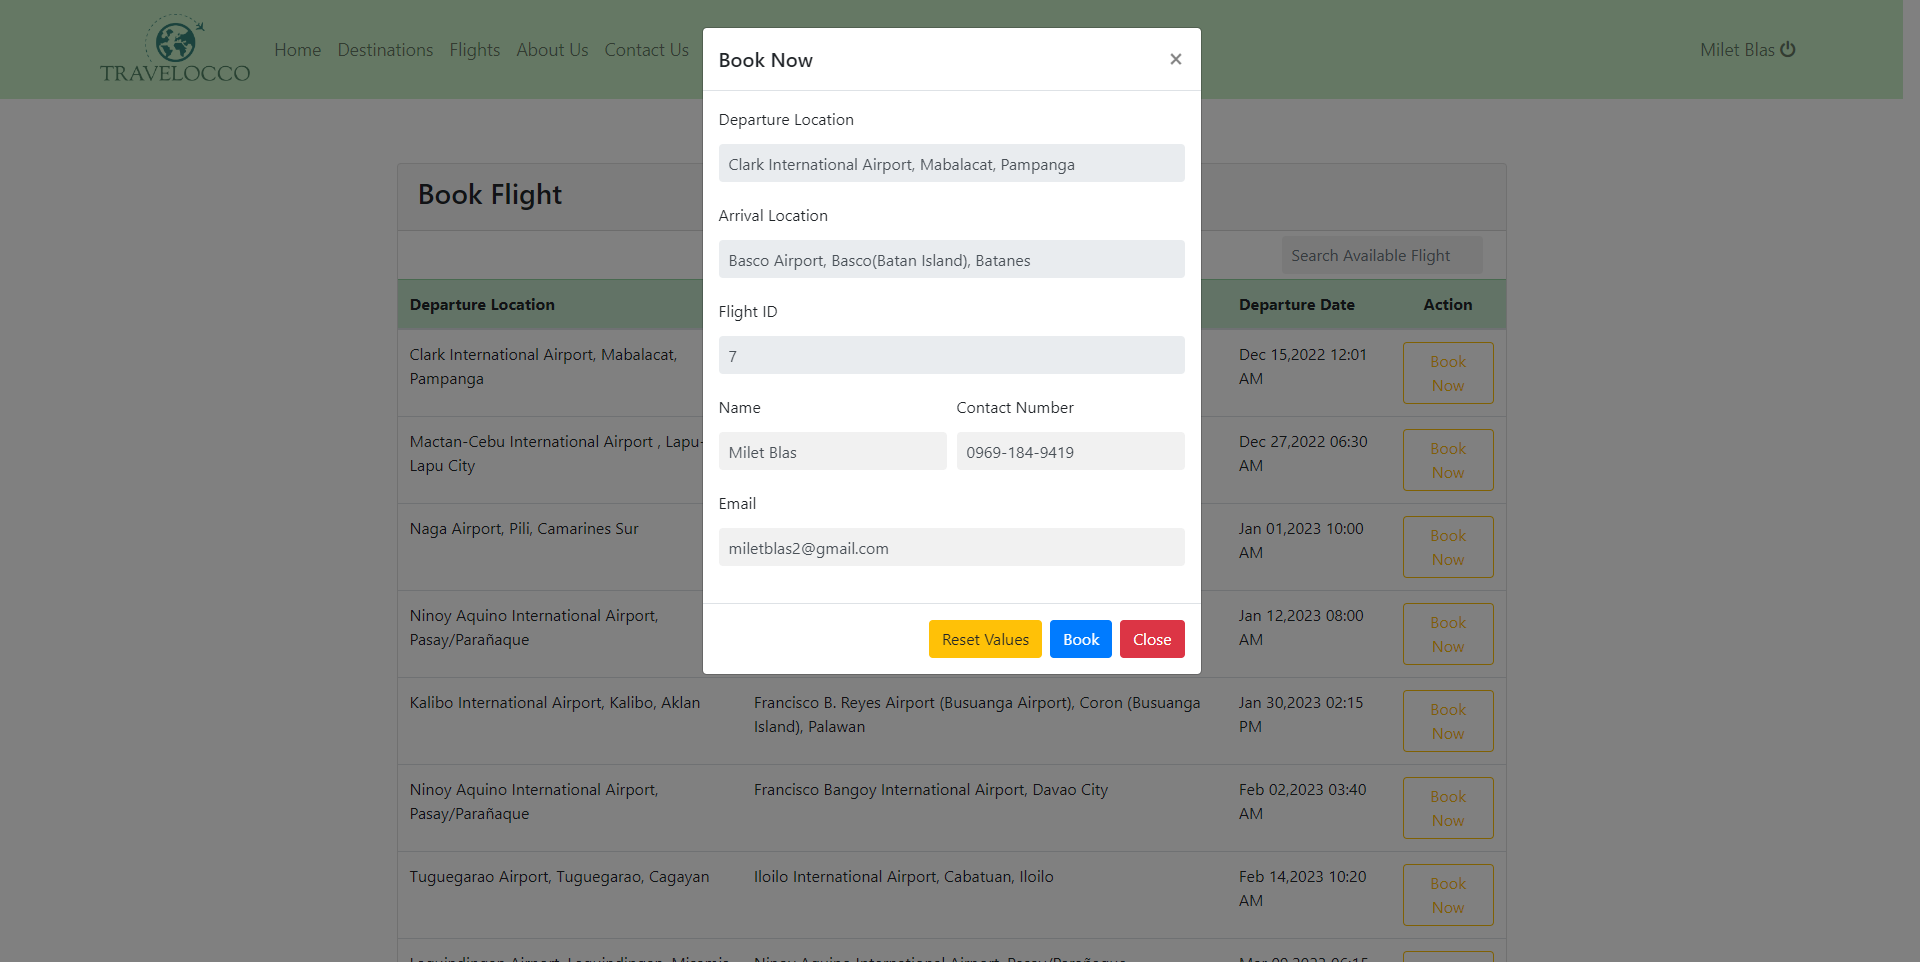 TRAVELOCCO
Home Destinations Flights About Us Contact Us
Milet Blas
Book Now
×
Departure Location
Clark International Airport, Mabalacat, Pampanga
Arrival Location
Basco Airport, Basco(Batan Island), Batanes
Flight ID
7
Name Contact Number
Milet Blas 0969-184-9419
Email
miletblas2@gmail.com
Reset Values Book Close
Book Flight
Search Available Flight
Departure Location Departure Date Action
Clark International Airport, Mabalacat,
Pampanga
Dec 15,2022 12:01
AM
Book
Now
Mactan-Cebu International Airport , Lapu-
Lapu City
Dec 27,2022 06:30
AM
Book
Now
Naga Airport, Pili, Camarines Sur
Jan 01,2023 10:00
AM
Book
Now
Ninoy Aquino International Airport,
Pasay/Parañaque
Jan 12,2023 08:00
AM
Book
Now
Kalibo International Airport, Kalibo, Aklan
Francisco B. Reyes Airport (Busuanga Airport), Coron (Busuanga
Island), Palawan
Jan 30,2023 02:15
PM
Book
Now
Ninoy Aquino International Airport,
Pasay/Parañaque
Francisco Bangoy International Airport, Davao City
Feb 02,2023 03:40
AM
Book
Now
Tuguegarao Airport, Tuguegarao, Cagayan
Iloilo International Airport, Cabatuan, Iloilo
Feb 14,2023 10:20
AM
Book
Now